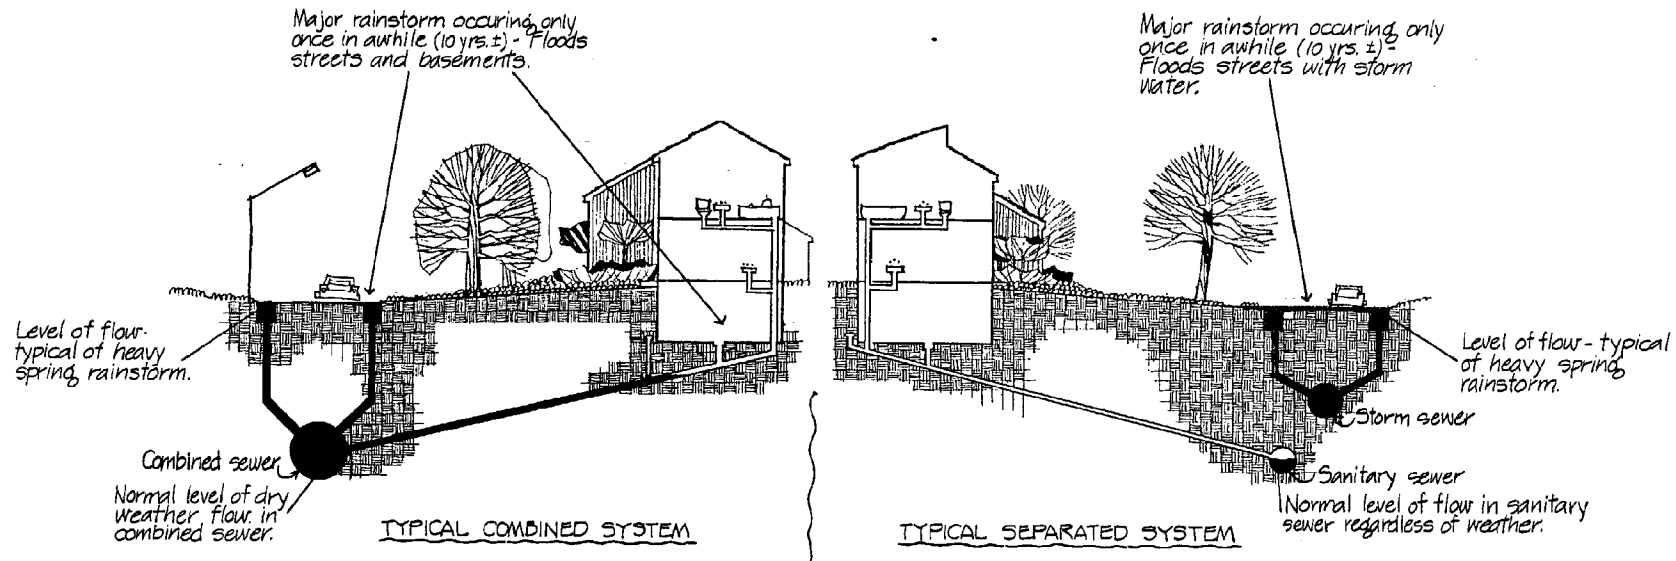 Major rainstorm occuring only
once in awhile (10 yrs. ±) - Floods
streets and basements.
Major rainstorm occuring only
once in awhile (10 yrs. ±) -
Floods streets with storm
water.
Level of flow-
typical of heavy
spring rainstorm.
Level of flow - typical
of heavy spring
rainstorm.
Storm sewer
Combined sewer
Normal level of dry
weather flow in
combined sewer.
Sanitary sewer
Normal level of flow in sanitary
sewer regardless of weather.
TYPICAL COMBINED SYSTEM
TYPICAL SEPARATED SYSTEM